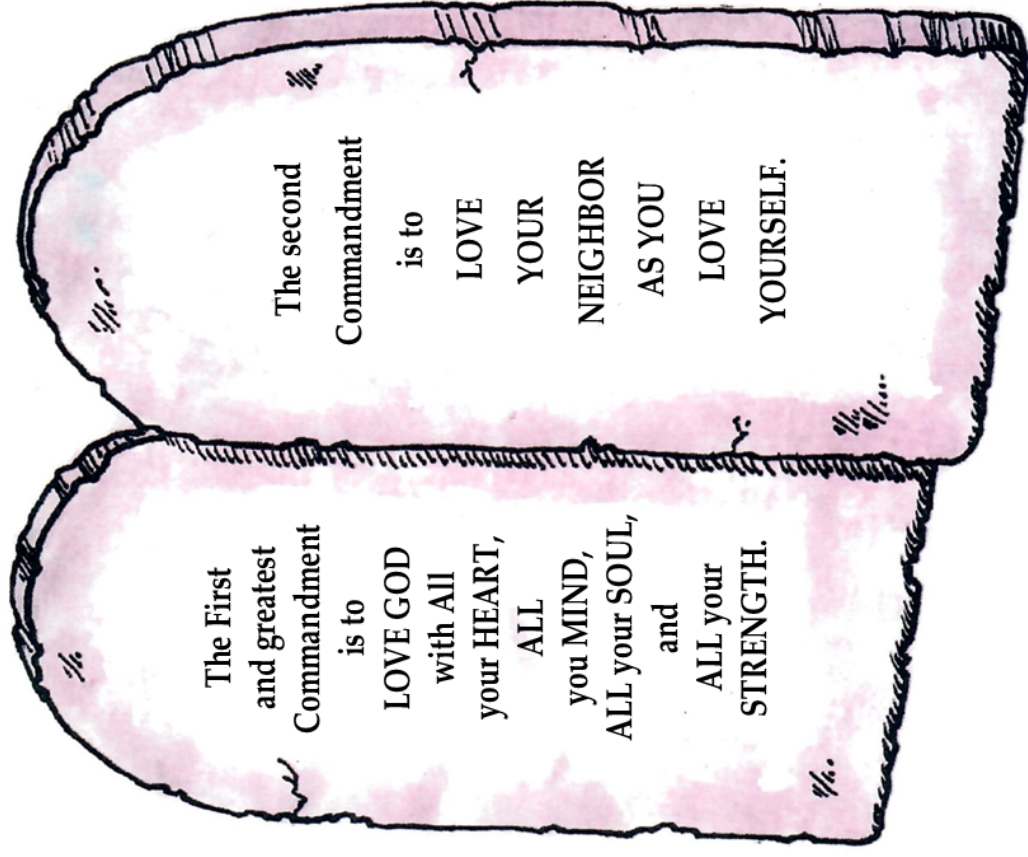 The First
and greatest
Commandment
is to
LOVE GOD
with All
your HEART,
ALL
you MIND,
ALL your SOUL,
and
ALL your
STRENGTH.
The second
Commandment
is to
LOVE
YOUR
NEIGHBOR
AS YOU
LOVE
YOURSELF.